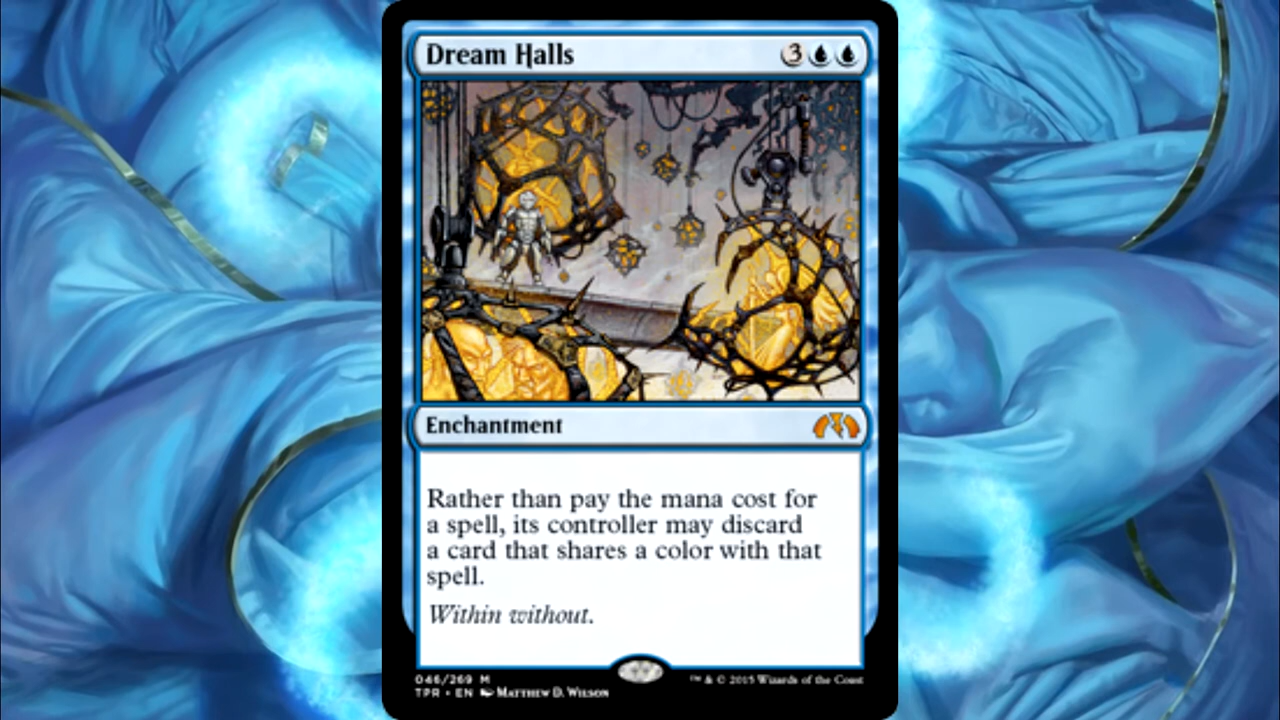 Dream Halls 3
Enchantment
Rather than pay the mana cost for
a spell, its controller may discard
a card that shares a color with that
spell.
Within without.
046/269 M
TPR • EN Matthew D. Wilson
™ & © 2015 Wizards of the Coast